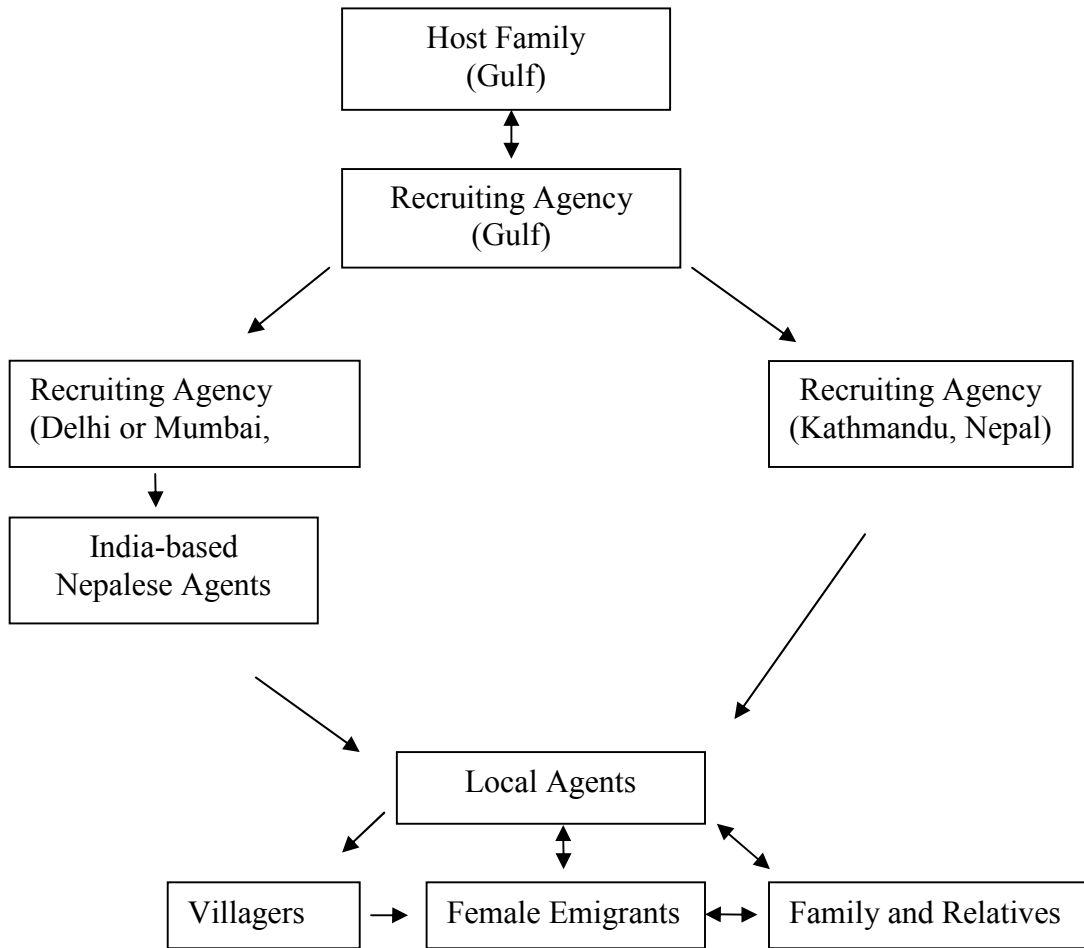 Host Family
(Gulf)
Recruiting Agency
(Gulf)
Recruiting Agency
(Delhi or Mumbai,
Recruiting Agency
(Kathmandu, Nepal)
India-based
Nepalese Agents
Local Agents
Villagers
Female Emigrants
Family and Relatives